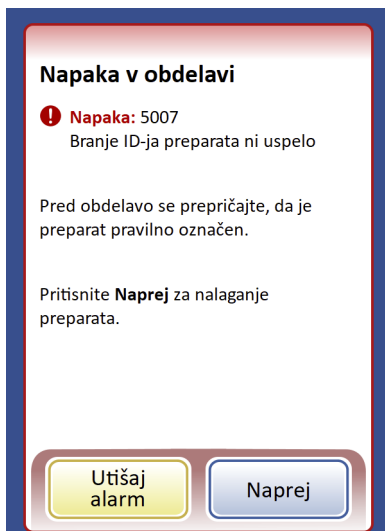 Napaka v obdelavi
Napaka: 5007
Branje ID-ja preparata ni uspelo
Pred obdelavo se prepričajte, da je
preparat pravilno označen.
Pritisnite Naprej za nalaganje
preparata.
Utišaj
alarm
Naprej